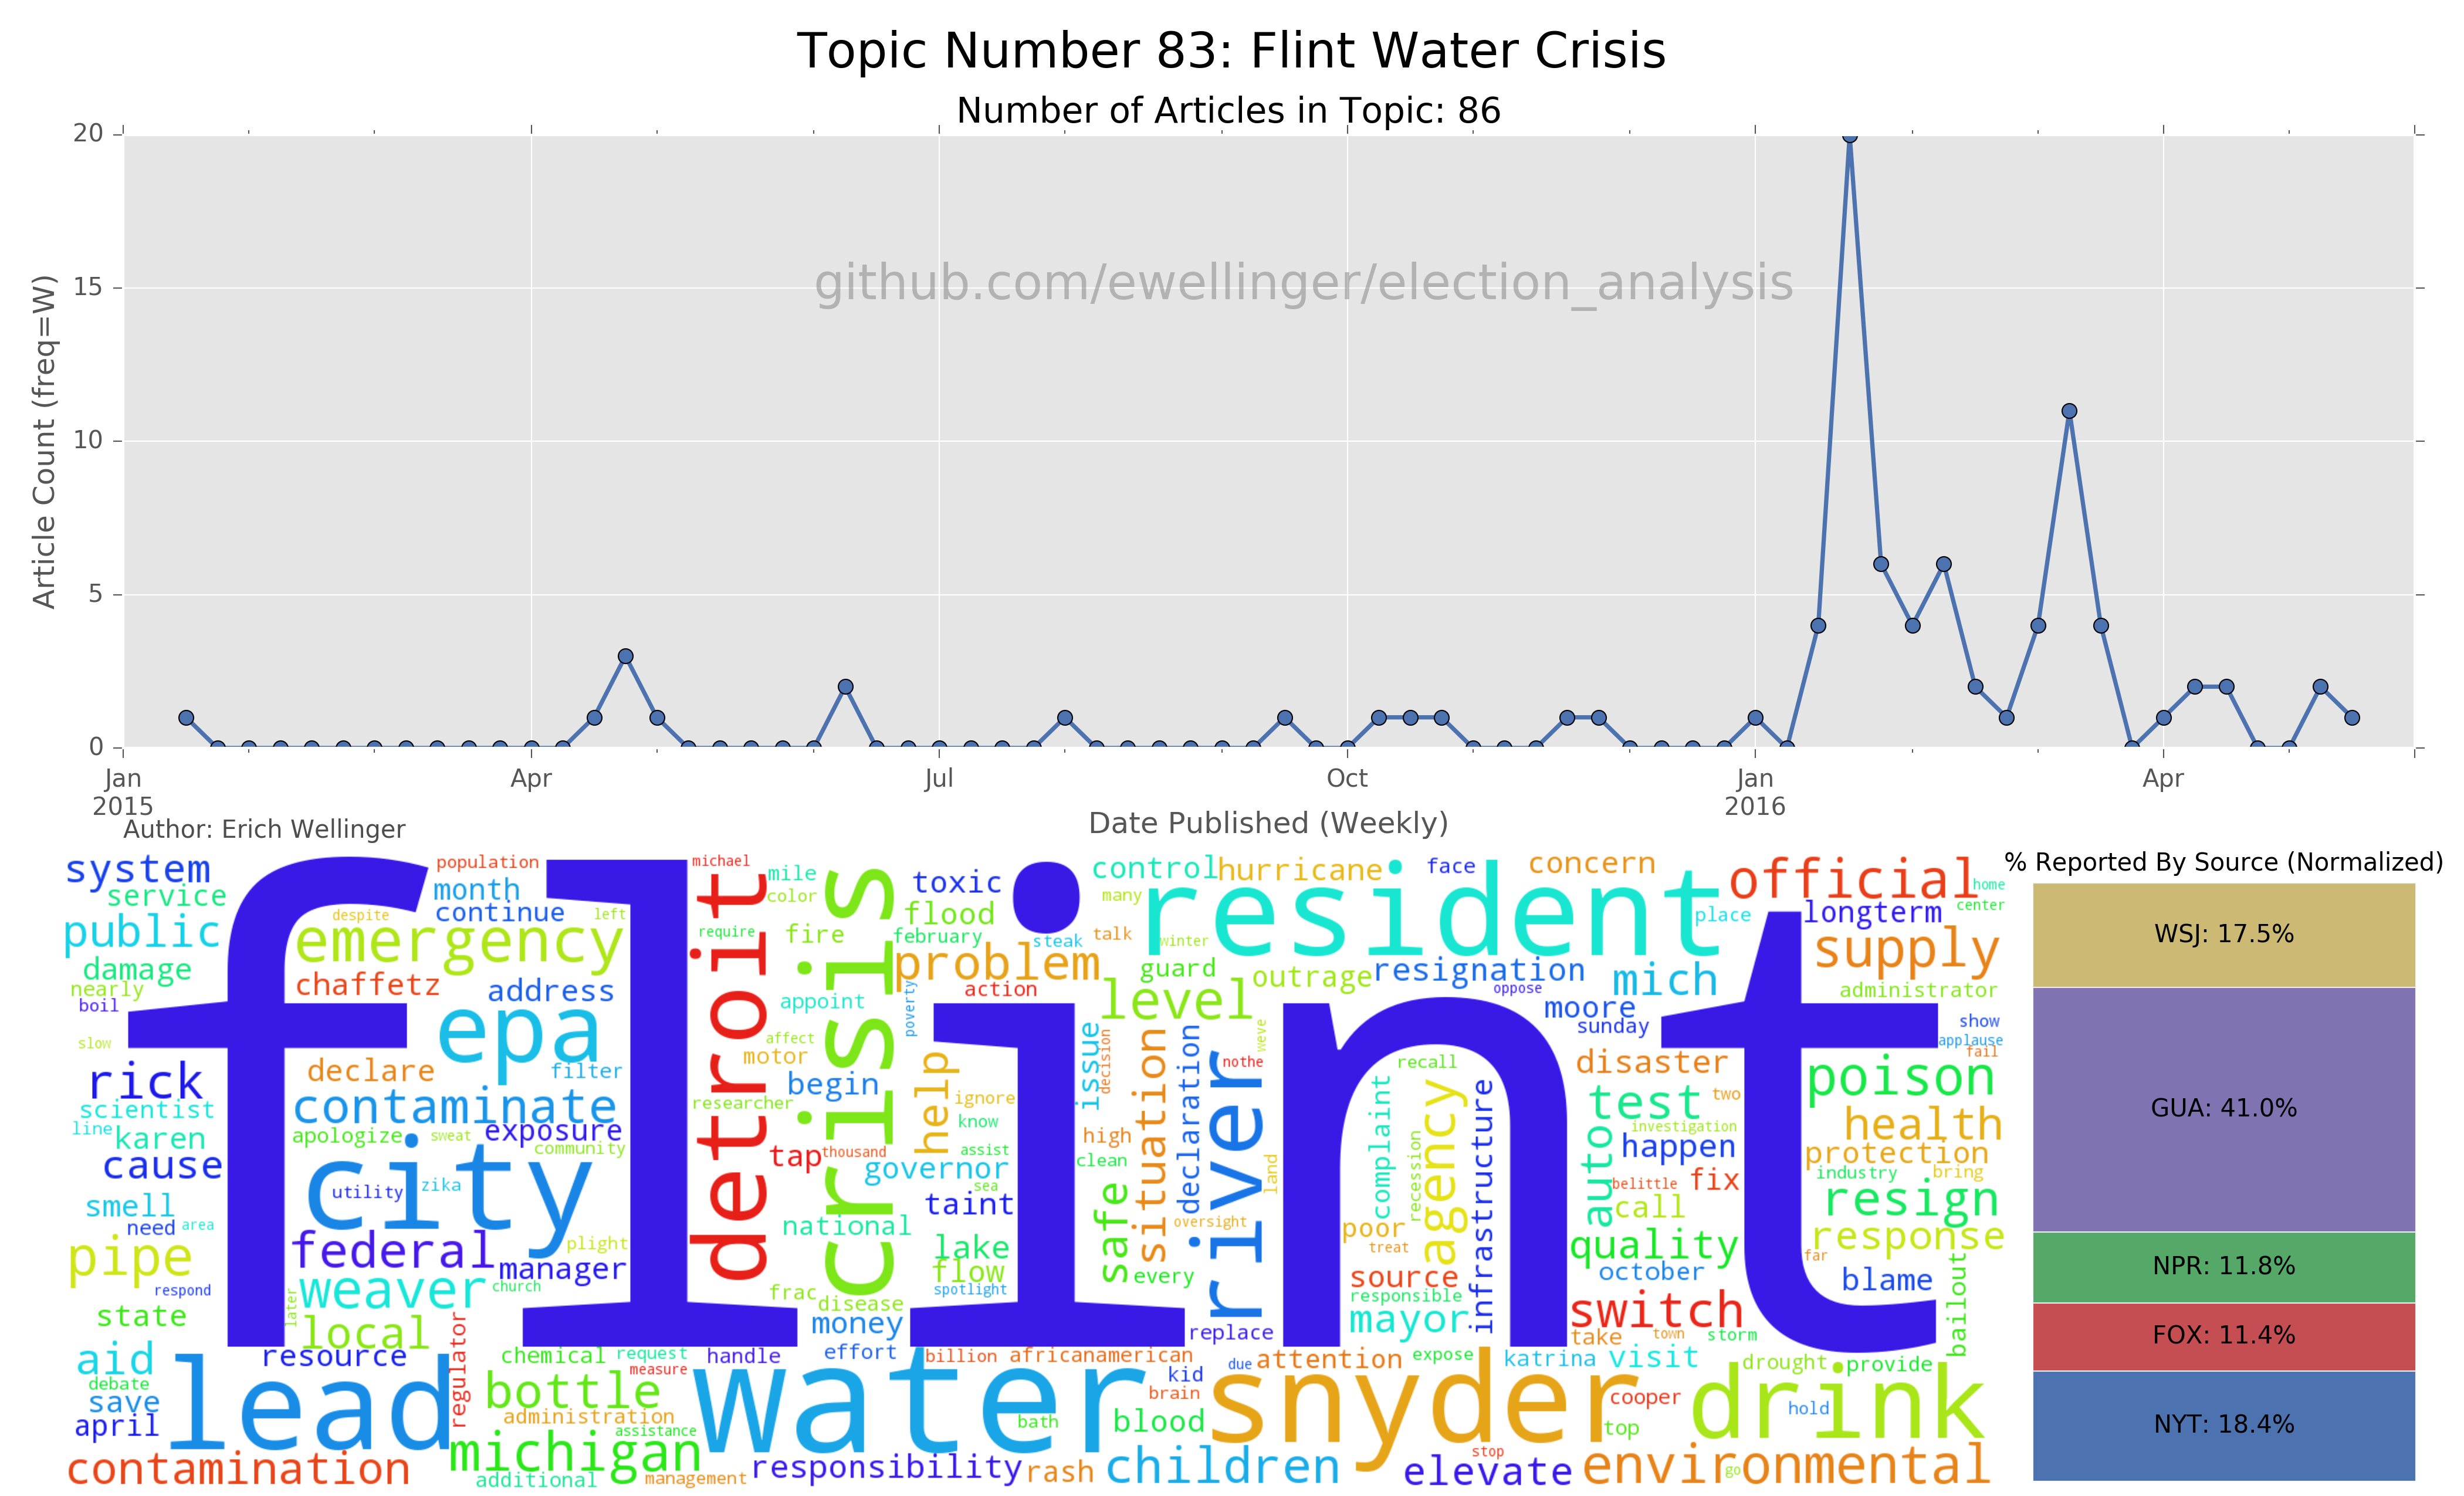 Topic Number 83: Flint Water Crisis
Number of Articles in Topic: 86
20
15
10
5
0
Article Count (freq=W)
github.com/ewellinger/election_analysis
Jan
2015
Apr
Jul
Oct
Jan
2016
Apr
Date Published (Weekly)
Author: Erich Wellinger
flint
system
service
public
damage
nearly
boil
slow
rick
scientist
line
karen
cause
smell
need
area
pipe
respond
state
aid
debate
save
april
contamination
lead
resource
population
month
continue
despite
left
emergency
chaffetz
address
epa
declare
filter
contaminate
apologize
sweat
exposure
community
city
utility
zika
federal
plight
manager
weaver
church
later
local
regulator
chemical
request
measure
bottle
administration
assistance
michigan
additional
management
michael
require
detroit
mile
color
fire
crisis
appoint
affect
motor
begin
researcher
tap
thousand
governor
national
frac
disease
money
effort
handle
water
toxic
flood
february
steak
talk
problem
action
poverty
help
ignore
know
assist
sea
taint
lake
flow
spotlight
billion
africanamerican
bath
responsibility
rash
control
many
hurricane
winter
guard
level
outrage
issue
decision
situation
declaration
high
clean
safe
every
oversight
land
river
nothe
weve
replace
kid
brain
blood
due
attention
children
resident
face
concern
resignation
oppose
recall
complaint
recession
agency
infrastructure
poor
treat
source
responsible
mayor
expose
snyder
katrina
visit
cooper
top
stop
elevate
environmental
go
official
home
center
place
longterm
supply
mich
moore
sunday
administrator
show
applause
fail
disaster
poison
test
two
investigation
health
auto
happen
protection
industry
bring
belittle
fix
call
resign
response
quality
far
october
blame
switch
bailout
take
town
storm
drought
provide
drink
hold
% Reported By Source (Normalized)
WSJ: 17.5%
GUA: 41.0%
NPR: 11.8%
FOX: 11.4%
NYT: 18.4%